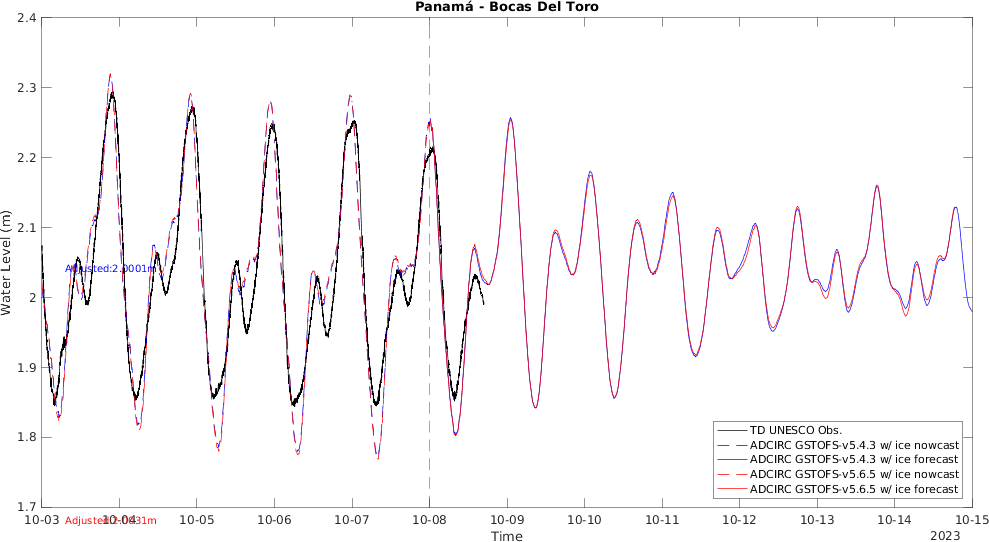 Panamá - Bocas Del Toro
Water Level (m)
2.4
2.3
2.2
2.1
2
1.9
1.8
1.7
Adjusted:2.0001m
TD UNESCO Obs.
ADCIRC GSTOFS-v5.4.3 w/ ice nowcast
ADCIRC GSTOFS-v5.4.3 w/ ice forecast
ADCIRC GSTOFS-v5.6.5 w/ ice nowcast
ADCIRC GSTOFS-v5.6.5 w/ ice forecast
10-03 10-04 10-05 10-06 10-07 10-08 10-09 10-10 10-11 10-12 10-13 10-14 10-15
Time
2023